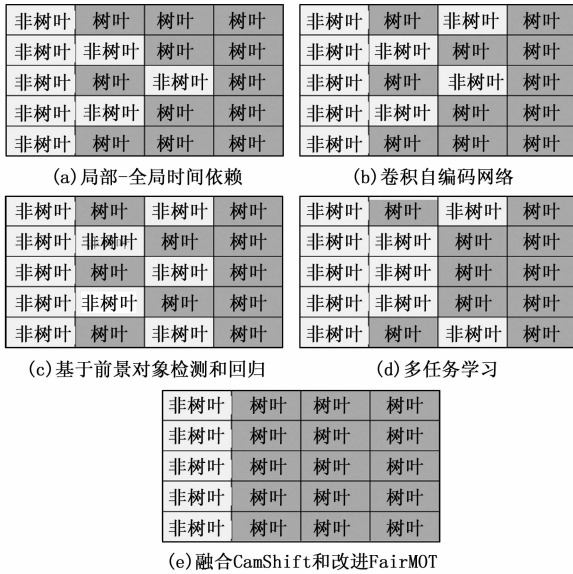 非树叶 树叶 树叶 树叶 非树叶 树叶 非树叶 树叶
非树叶 非树叶 树叶 树叶 非树叶 非树叶 树叶 树叶
非树叶 树叶 非树叶 树叶 非树叶 树叶 非树叶 树叶
非树叶 非树叶 树叶 树叶 非树叶 非树叶 树叶 树叶
非树叶 树叶 树叶 树叶 非树叶 树叶 树叶 树叶
(a)局部-全局时间依赖 (b)卷积自编码网络
非树叶 树叶 非树叶 树叶 非树叶 树叶 非树叶 树叶
非树叶 非树叶 树叶 树叶 非树叶 非树叶 树叶 树叶
非树叶 树叶 非树叶 树叶 非树叶 非树叶 树叶 树叶
非树叶 非树叶 树叶 树叶 非树叶 非树叶 树叶 树叶
非树叶 树叶 非树叶 树叶 非树叶 树叶 非树叶 树叶
(c)基于前景对象检测和回归 (d)多任务学习
非树叶 树叶 树叶 树叶
非树叶 树叶 树叶 树叶
非树叶 树叶 树叶 树叶
非树叶 树叶 树叶 树叶
非树叶 树叶 树叶 树叶
(e)融合CamShift和改进FairMOT